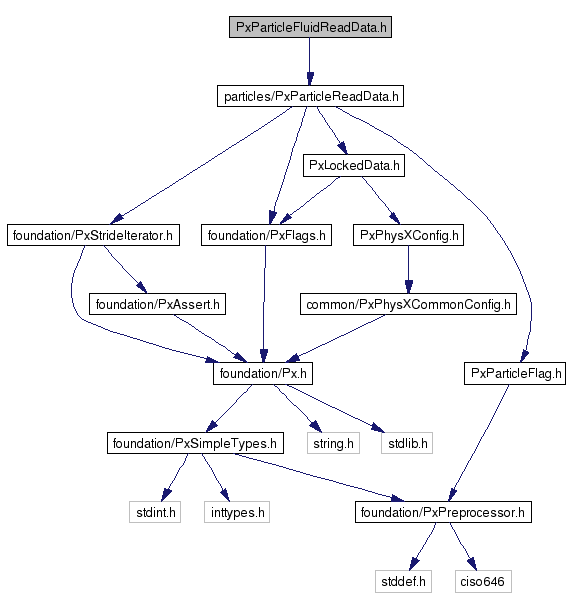 PxParticleFluidReadData.h
particles/PxParticleReadData.h
PxLockedData.h
foundation/PxStrideIterator.h
foundation/PxFlags.h
PxPhysXConfig.h
foundation/PxAssert.h
common/PxPhysXCommonConfig.h
foundation/Px.h
PxParticleFlag.h
foundation/PxSimpleTypes.h
string.h
stdlib.h
stdint.h
inttypes.h
foundation/PxPreprocessor.h
stddef.h
ciso646